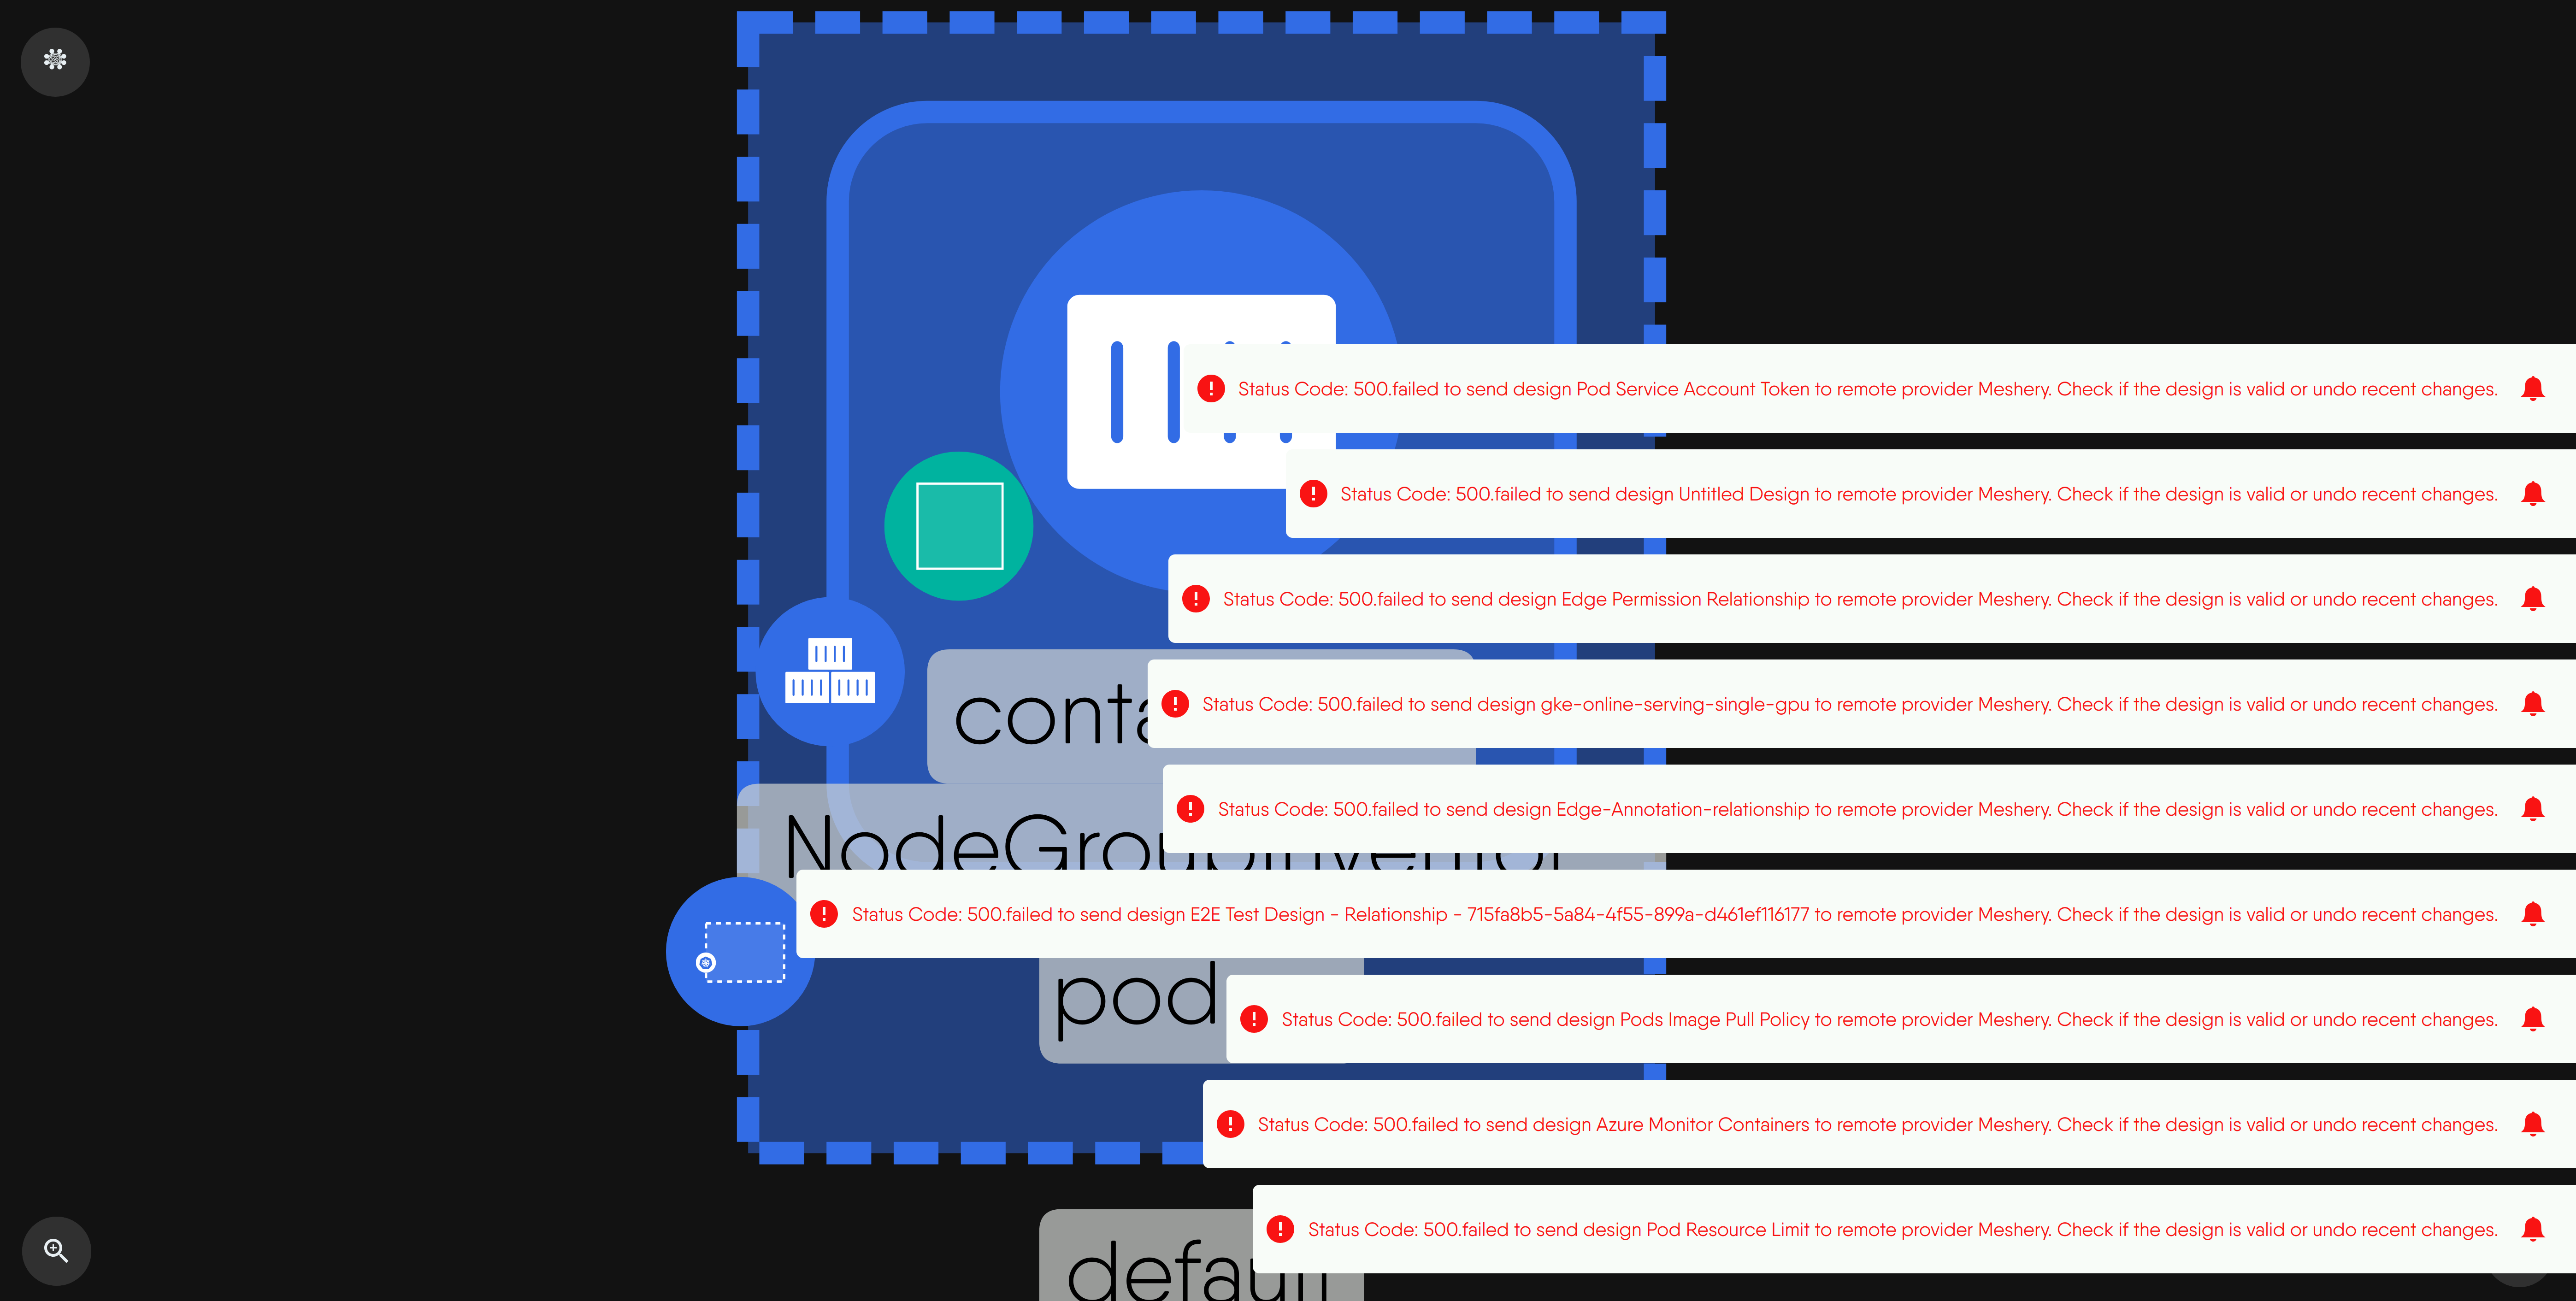 Status Code: 500.failed to send design Pod Service Account Token to remote provider Meshery. Check if the design is valid or undo recent changes.
Status Code: 500.failed to send design Untitled Design to remote provider Meshery. Check if the design is valid or undo recent changes.
Status Code: 500.failed to send design Edge Permission Relationship to remote provider Meshery. Check if the design is valid or undo recent changes.
Status Code: 500.failed to send design gke-online-serving-single-gpu to remote provider Meshery. Check if the design is valid or undo recent changes.
Status Code: 500.failed to send design Edge-Annotation-relationship to remote provider Meshery. Check if the design is valid or undo recent changes.
NodeGroupInventor
Status Code: 500.failed to send design E2E Test Design - Relationship - 715fa8b5-5a84-4f55-899a-d461ef116177 to remote provider Meshery. Check if the design is valid or undo recent changes.
pod
Status Code: 500.failed to send design Pods Image Pull Policy to remote provider Meshery. Check if the design is valid or undo recent changes.
Status Code: 500.failed to send design Azure Monitor Containers to remote provider Meshery. Check if the design is valid or undo recent changes.
Status Code: 500.failed to send design Pod Resource Limit to remote provider Meshery. Check if the design is valid or undo recent changes.
default